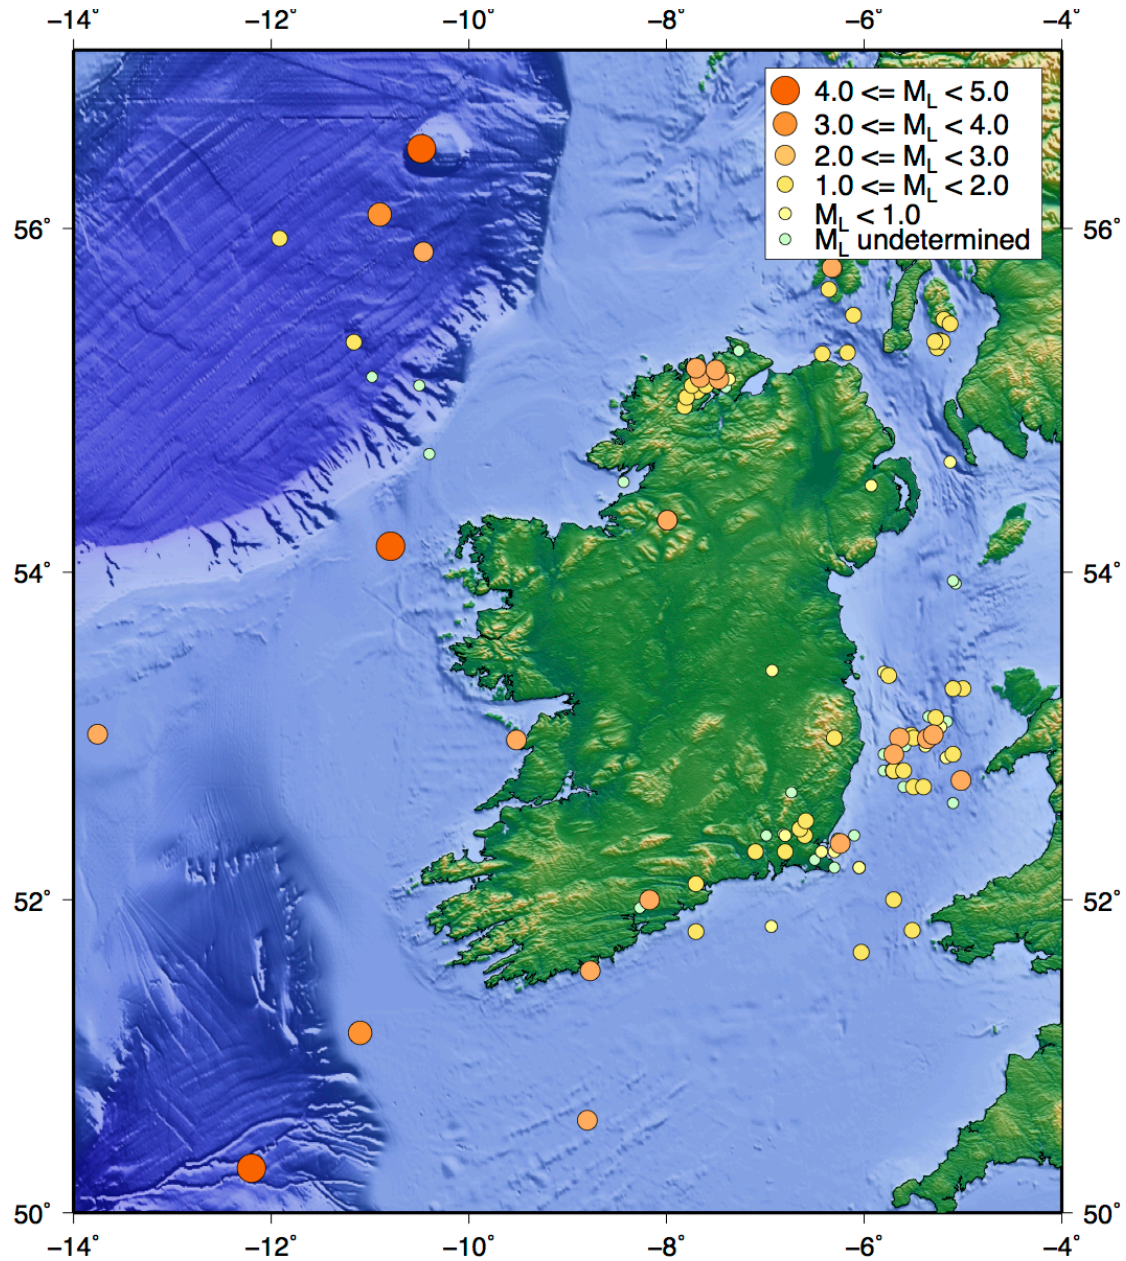 −14˚ −12˚ −10˚ −8˚ −6˚ −4˚
4.0 <= ML < 5.0
3.0 <= ML < 4.0
2.0 <= ML < 3.0
1.0 <= ML < 2.0
ML < 1.0
ML undetermined
56˚ 56˚
54˚ 54˚
52˚ 52˚
50˚ 50˚
−14˚ −12˚ −10˚ −8˚ −6˚ −4˚